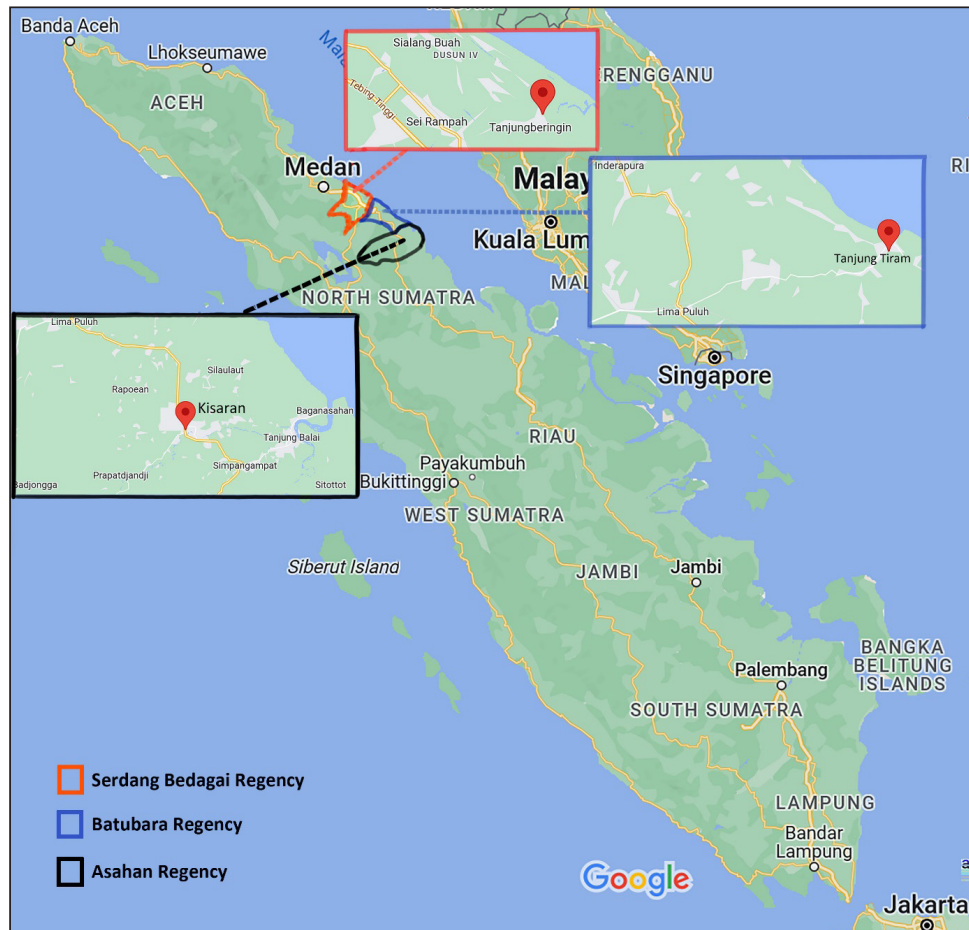 Banda Aceh
Lhokseumawe
ACEH
Medan
Sialang Buah
DUSUN IV
Tebing-Tinggi
Sei Rampah
Tanjungberingin
ERENGGANU
Malay
Kuala Lum
MAL
Inderapura
Tanjung Tiram
Lima Puluh
RI
NORTH SUMATRA
Singapore
Lima Puluh
Silaulaut
Rapoean
Kisaran
Baganasahan
Tanjung Balai
Simpangampat
Prapatdjandji
Badjongga
Sitottot
RIAU
Payakumbuh
Bukittinggi
WEST SUMATRA
Siberut Island
JAMBI
Jambi
BANGKA
BELITUNG
ISLANDS
Palembang
SOUTH SUMATRA
Serdang Bedagai Regency
Batubara Regency
Asahan Regency
LAMPUNG
Bandar
Lampung
Google
Jakarta